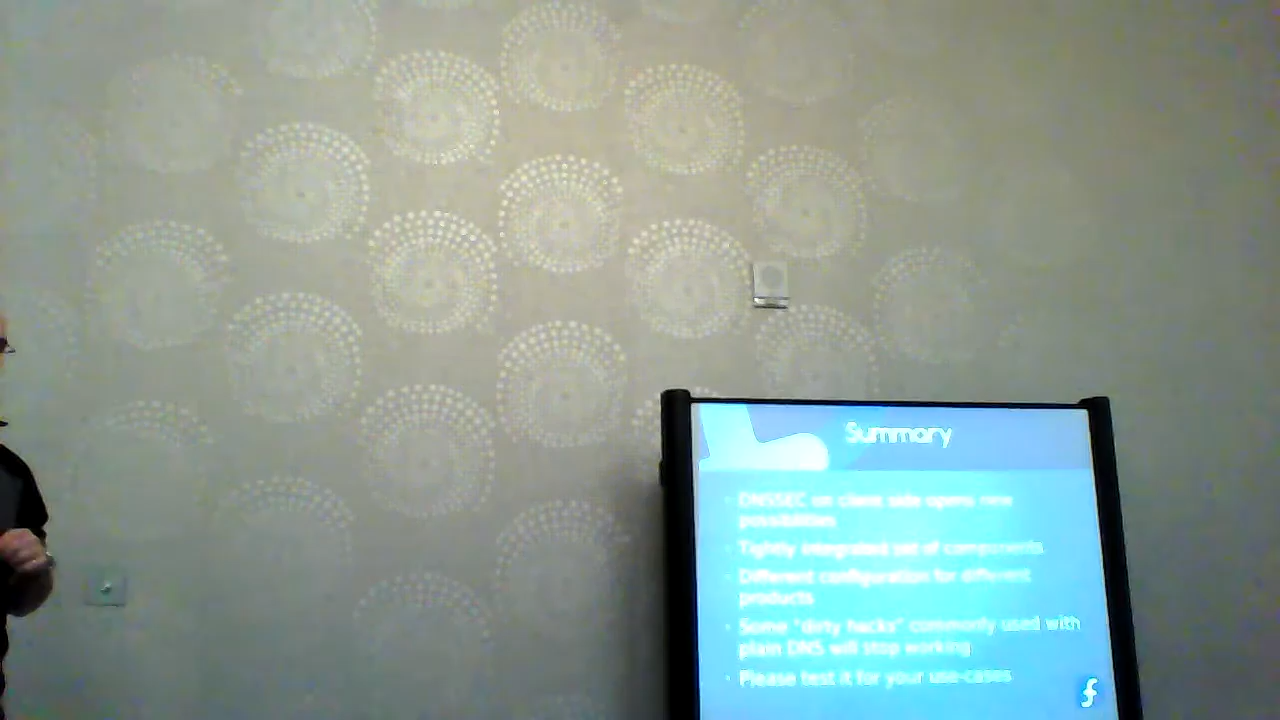 Summary
DNSSEC on client side opens new
possibilities
Tightly integrated set of components
Different configuration for different
products
Some "dirty hacks" commonly used with
plain DNS will stop working
Please test it for your use-cases